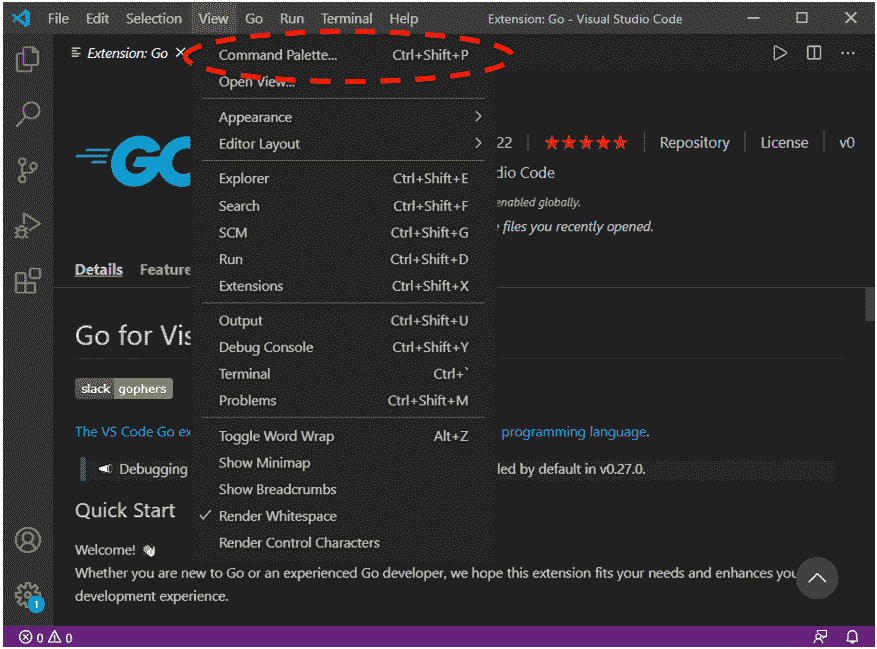 File Edit Selection View Go Run Terminal Help Extension: Go - Visual Studio Code
Extension: Go
Command Palette... Ctrl+Shift+P
Open View...
Appearance
Editor Layout
Explorer Ctrl+Shift+E
Search Ctrl+Shift+F
SCM Ctrl+Shift+G
Run Ctrl+Shift+D
Extensions Ctrl+Shift+X
Output Ctrl+Shift+U
Debug Console Ctrl+Shift+Y
Terminal Ctrl+`
Problems Ctrl+Shift+M
Toggle Word Wrap Alt+Z
Show Minimap
Show Breadcrumbs
✓ Render Whitespace
Render Control Characters
GO
22 | ★★★★★ | Repository | License | v0
dio Code
enabled globally.
files you recently opened.
Details Feature
Go for Vis
slack gophers
The VS Code Go ex programming language.
Debugging led by default in v0.27.0.
Quick Start
Welcome!
Whether you are new to Go or an experienced Go developer, we hope this extension fits your needs and enhances you
development experience.
1
0 0